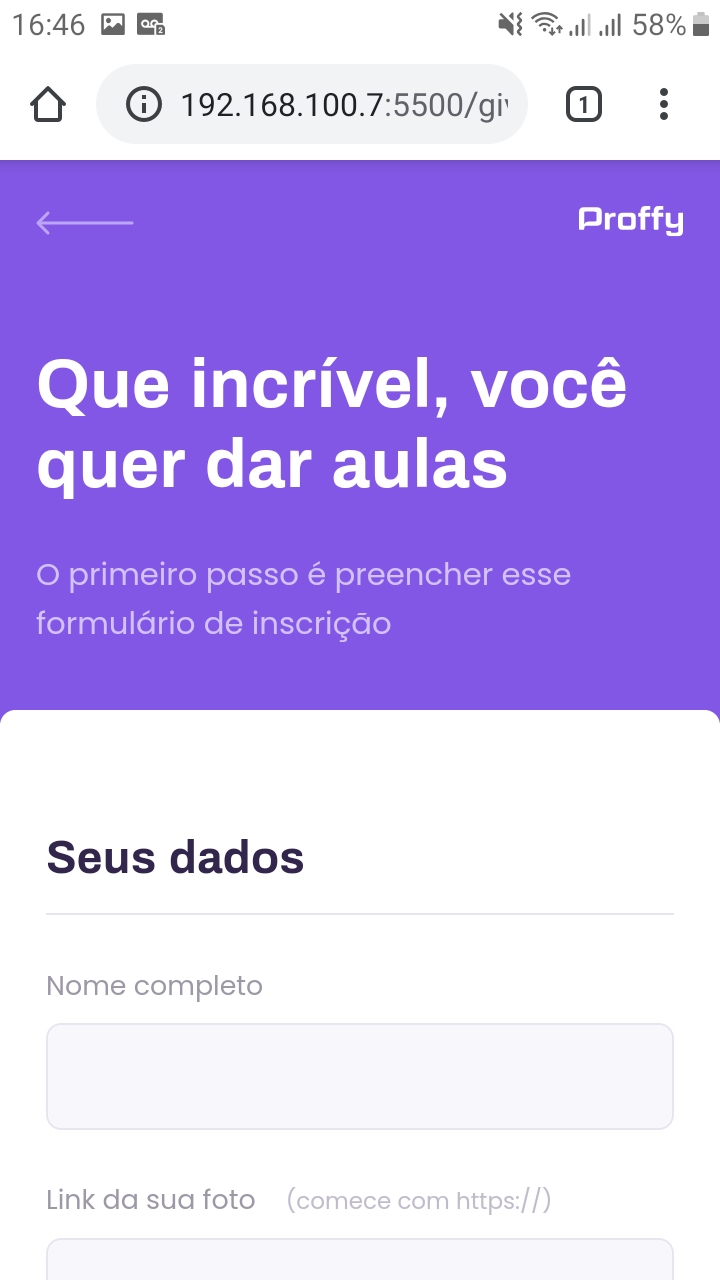 16:46
58%
192.168.100.7:5500/giv
1
Proffy
Que incrível, você
quer dar aulas
O primeiro passo é preencher esse
formulário de inscrição
Seus dados
Nome completo
Link da sua foto (comece com https://)